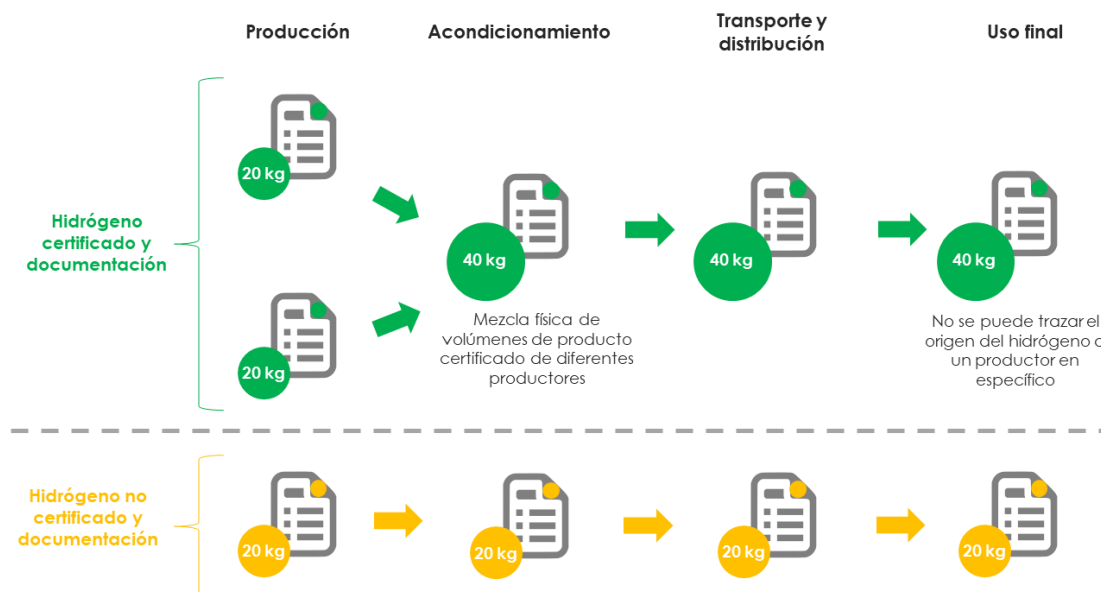 Producción
Acondicionamiento
Transporte y
distribución
Uso final
20 kg
Hidrógeno
certificado y
documentación
40 kg
40 kg
40 kg
20 kg
Mezcla física de
volúmenes de producto
certificado de diferentes
productores
No se puede trazar el
origen del hidrógeno
un productor en
específico
Hidrógeno no
certificado y
documentación
20 kg
20 kg
20 kg
20 kg